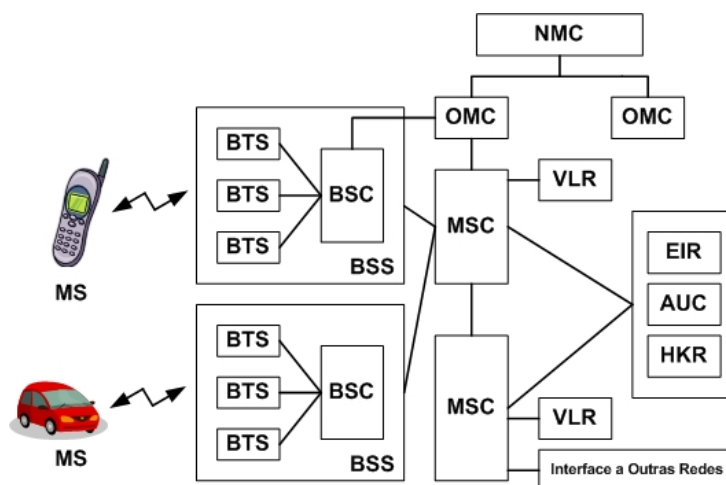 NMC
OMC
OMC
BTS
BTS
BTS
BSC
BSS
MS
MSC
VLR
EIR
AUC
HKR
BTS
BTS
BTS
BSC
BSS
MS
MSC
VLR
Interface a Outras Redes